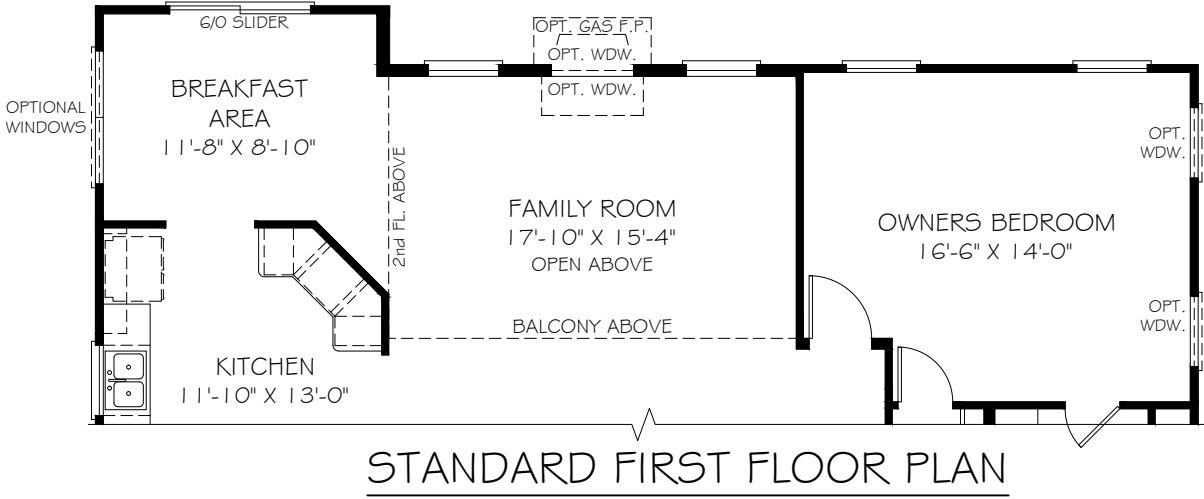 6/0 SLIDER
OPT. GAS F.P.
OPT. WDW.
OPT. WDW.
BREAKFAST
AREA
11'-8" X 8'-10"
OPTIONAL
WINDOWS
2nd FL. ABOVE
FAMILY ROOM
17'-10" X 15'-4"
OPEN ABOVE
BALCONY ABOVE
OWNERS BEDROOM
16'-6" X 14'-0"
OPT.
WDW.
OPT.
WDW.
KITCHEN
11'-10" X 13'-0"
STANDARD FIRST FLOOR PLAN